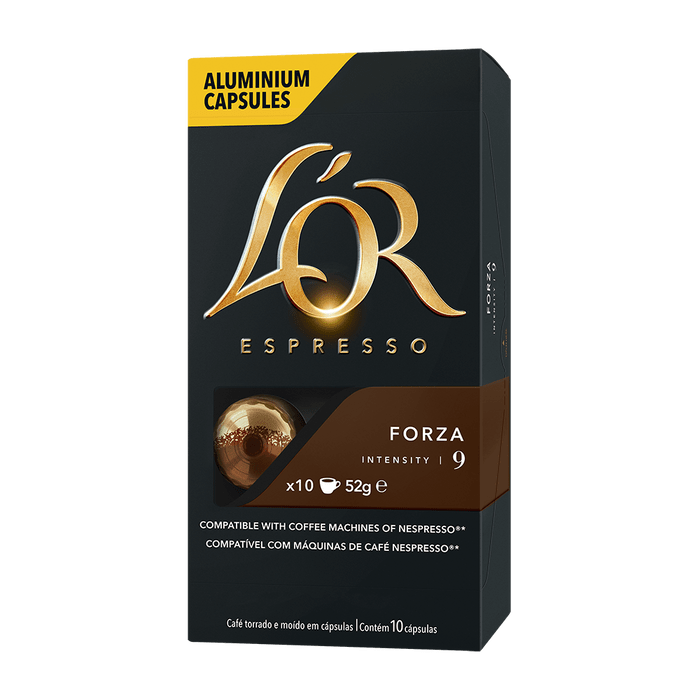 ALUMINIUM
CAPSULES
L'OR
ESPRESSO
FORZA
INTENSITY | 9
x10 52g ℮
COMPATIBLE WITH COFFEE MACHINES OF NESPRESSO®*
COMPATÍVEL COM MÁQUINAS DE CAFÉ NESPRESSO®*
Café torrado e moído em cápsulas | Contém 10 cápsulas
FORZA
INTENSITY | 9